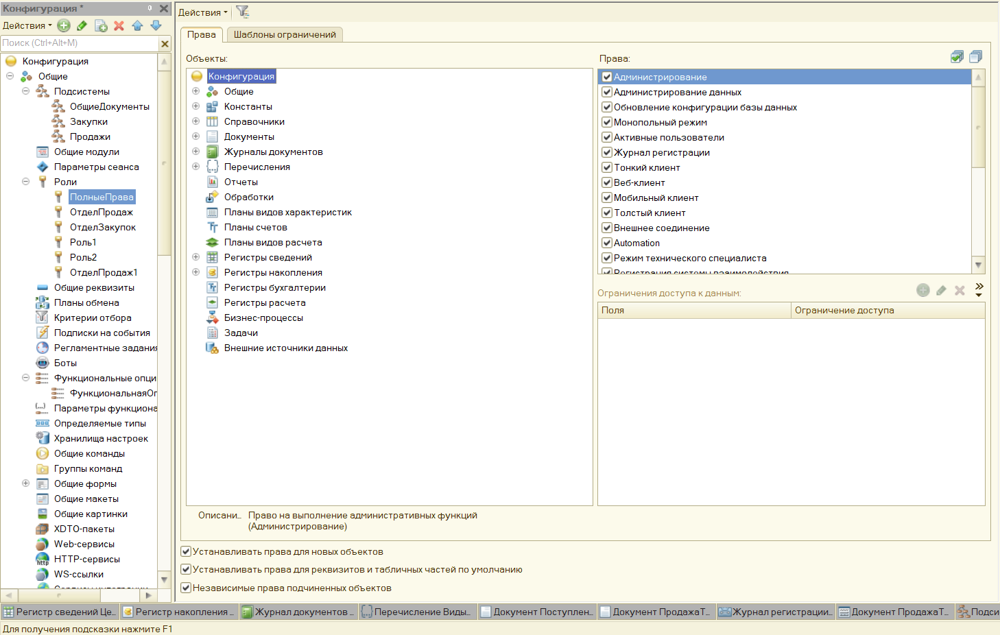 Конфигурация *
Действия
Поиск (Ctrl+Alt+M)
Конфигурация
Общие
Подсистемы
ОбщиеДокументы
Закупки
Продажи
Общие модули
Параметры сеанса
Роли
ПолныеПрава
ОтделПродаж
ОтделЗакупок
Роль1
Роль2
ОтделПродаж1
Общие реквизиты
Планы обмена
Критерии отбора
Подписки на события
Регламентные задания
Боты
Функциональные опци
ФункциональнаяОп
Параметры функциона
Определяемые типы
Хранилища настроек
Общие команды
Группы команд
Общие формы
Общие макеты
Общие картинки
XDTO-пакеты
Web-сервисы
HTTP-сервисы
WS-ссылки
Сервисы интеграции
Действия
Права
Шаблоны ограничений
Объекты:
Конфигурация
Общие
Константы
Справочники
Документы
Журналы документов
Перечисления
Отчеты
Обработки
Планы видов характеристик
Планы счетов
Планы видов расчета
Регистры сведений
Регистры накопления
Регистры бухгалтерии
Регистры расчета
Бизнес-процессы
Задачи
Внешние источники данных
Описани... Право на выполнение административных функций
(Администрирование)
Права:
Администрирование
Администрирование данных
Обновление конфигурации базы данных
Монопольный режим
Активные пользователи
Журнал регистрации
Тонкий клиент
Веб-клиент
Мобильный клиент
Толстый клиент
Внешнее соединение
Automation
Режим технического специалиста
Регистрация системы взаимодействия
Ограничения доступа к данным:
Поля Ограничение доступа
Устанавливать права для новых объектов
Устанавливать права для реквизитов и табличных частей по умолчанию
Независимые права подчиненных объектов
Регистр сведений Це... Регистр накопления ... Журнал документов ... Перечисление Виды... Документ Поступлен... Документ ПродажаТ... Журнал регистрации... Документ ПродажаТ... Подси
Для получения подсказки нажмите F1